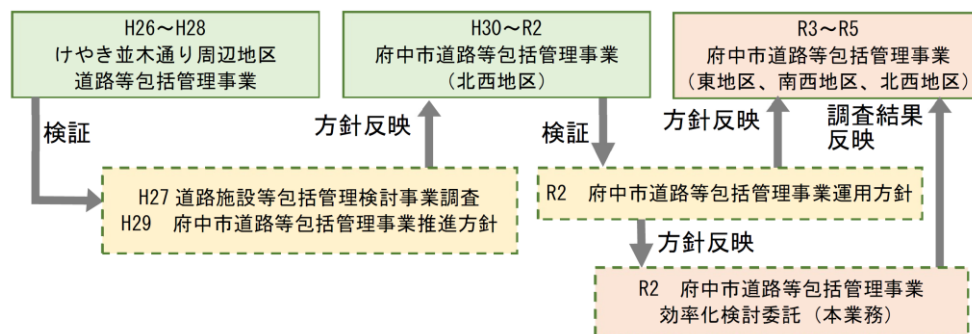 H26～H28
けやき並木通り周辺地区
道路等包括管理事業
H30～R2
府中市道路等包括管理事業
（北西地区）
R3～R5
府中市道路等包括管理事業
（東地区、南西地区、北西地区）
検証
方針反映
検証
方針反映
調査結果
反映
H27 道路施設等包括管理検討事業調査
H29　府中市道路等包括管理事業推進方針
R2　府中市道路等包括管理事業運用方針
方針反映
R2　府中市道路等包括管理事業
効率化検討委託（本業務）